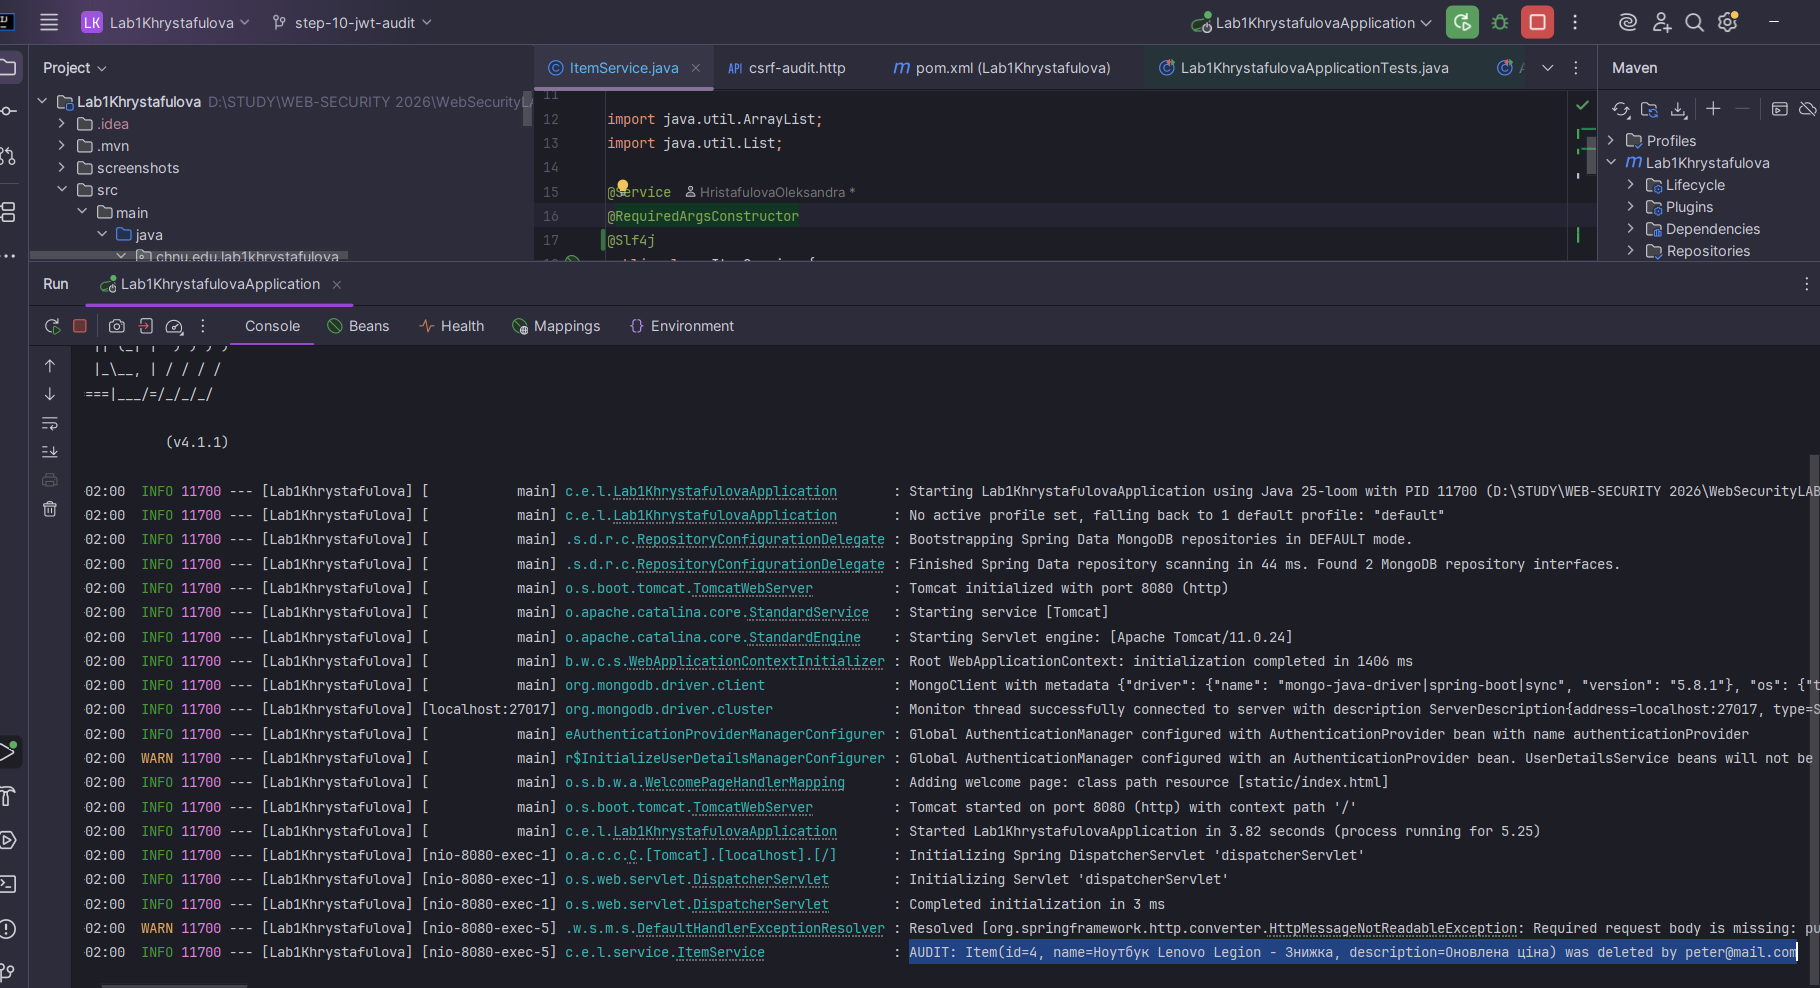 LK Lab1Khrystafulova step-10-jwt-audit Lab1KhrystafulovaApplication
Project
ItemService.java API csrf-audit.http m pom.xml (Lab1Khrystafulova) Lab1KhrystafulovaApplicationTests.java
Maven
Lab1Khrystafulova D:\STUDY\WEB-SECURITY 2026\WebSecurityL
.idea
.mvn
screenshots
src
main
java
chnu.edu.lab1khrystafulova
11
12 import java.util.ArrayList;
13 import java.util.List;
14
15 @Service HristafulovaOleksandra *
16 @RequiredArgsConstructor
17 @Slf4j
Profiles
m Lab1Khrystafulova
Lifecycle
Plugins
Dependencies
Repositories
Run Lab1KhrystafulovaApplication
Console Beans Health Mappings Environment
|_\__, | / / / /
===|___/=/_/_/_/
(v4.1.1)
02:00 INFO 11700 --- [Lab1Khrystafulova] [ main] c.e.l.Lab1KhrystafulovaApplication : Starting Lab1KhrystafulovaApplication using Java 25-loom with PID 11700 (D:\STUDY\WEB-SECURITY 2026\WebSecurityLAB
02:00 INFO 11700 --- [Lab1Khrystafulova] [ main] c.e.l.Lab1KhrystafulovaApplication : No active profile set, falling back to 1 default profile: "default"
02:00 INFO 11700 --- [Lab1Khrystafulova] [ main] .s.d.r.c.RepositoryConfigurationDelegate : Bootstrapping Spring Data MongoDB repositories in DEFAULT mode.
02:00 INFO 11700 --- [Lab1Khrystafulova] [ main] .s.d.r.c.RepositoryConfigurationDelegate : Finished Spring Data repository scanning in 44 ms. Found 2 MongoDB repository interfaces.
02:00 INFO 11700 --- [Lab1Khrystafulova] [ main] o.s.boot.tomcat.TomcatWebServer : Tomcat initialized with port 8080 (http)
02:00 INFO 11700 --- [Lab1Khrystafulova] [ main] o.apache.catalina.core.StandardService : Starting service [Tomcat]
02:00 INFO 11700 --- [Lab1Khrystafulova] [ main] o.apache.catalina.core.StandardEngine : Starting Servlet engine: [Apache Tomcat/11.0.24]
02:00 INFO 11700 --- [Lab1Khrystafulova] [ main] b.w.c.s.WebApplicationContextInitializer : Root WebApplicationContext: initialization completed in 1406 ms
02:00 INFO 11700 --- [Lab1Khrystafulova] [ main] org.mongodb.driver.client : MongoClient with metadata {"driver": {"name": "mongo-java-driver|spring-boot|sync", "version": "5.8.1"}, "os": {"t
02:00 INFO 11700 --- [Lab1Khrystafulova] [localhost:27017] org.mongodb.driver.cluster : Monitor thread successfully connected to server with description ServerDescription{address=localhost:27017, type=S
02:00 INFO 11700 --- [Lab1Khrystafulova] [ main] eAuthenticationProviderManagerConfigurer : Global AuthenticationManager configured with AuthenticationProvider bean with name authenticationProvider
02:00 WARN 11700 --- [Lab1Khrystafulova] [ main] r$InitializeUserDetailsManagerConfigurer : Global AuthenticationManager configured with an AuthenticationProvider bean. UserDetailsService beans will not be
02:00 INFO 11700 --- [Lab1Khrystafulova] [ main] o.s.b.w.a.WelcomePageHandlerMapping : Adding welcome page: class path resource [static/index.html]
02:00 INFO 11700 --- [Lab1Khrystafulova] [ main] o.s.boot.tomcat.TomcatWebServer : Tomcat started on port 8080 (http) with context path '/'
02:00 INFO 11700 --- [Lab1Khrystafulova] [ main] c.e.l.Lab1KhrystafulovaApplication : Started Lab1KhrystafulovaApplication in 3.82 seconds (process running for 5.25)
02:00 INFO 11700 --- [Lab1Khrystafulova] [nio-8080-exec-1] o.a.c.c.C.[Tomcat].[localhost].[/] : Initializing Spring DispatcherServlet 'dispatcherServlet'
02:00 INFO 11700 --- [Lab1Khrystafulova] [nio-8080-exec-1] o.s.web.servlet.DispatcherServlet : Initializing Servlet 'dispatcherServlet'
02:00 INFO 11700 --- [Lab1Khrystafulova] [nio-8080-exec-1] o.s.web.servlet.DispatcherServlet : Completed initialization in 3 ms
02:00 WARN 11700 --- [Lab1Khrystafulova] [nio-8080-exec-5] .w.s.m.s.DefaultHandlerExceptionResolver : Resolved [org.springframework.http.converter.HttpMessageNotReadableException: Required request body is missing: pu
02:00 INFO 11700 --- [Lab1Khrystafulova] [nio-8080-exec-5] c.e.l.service.ItemService : AUDIT: Item(id=4, name=Ноутбук Lenovo Legion - Знижка, description=Оновлена ціна) was deleted by peter@mail.com